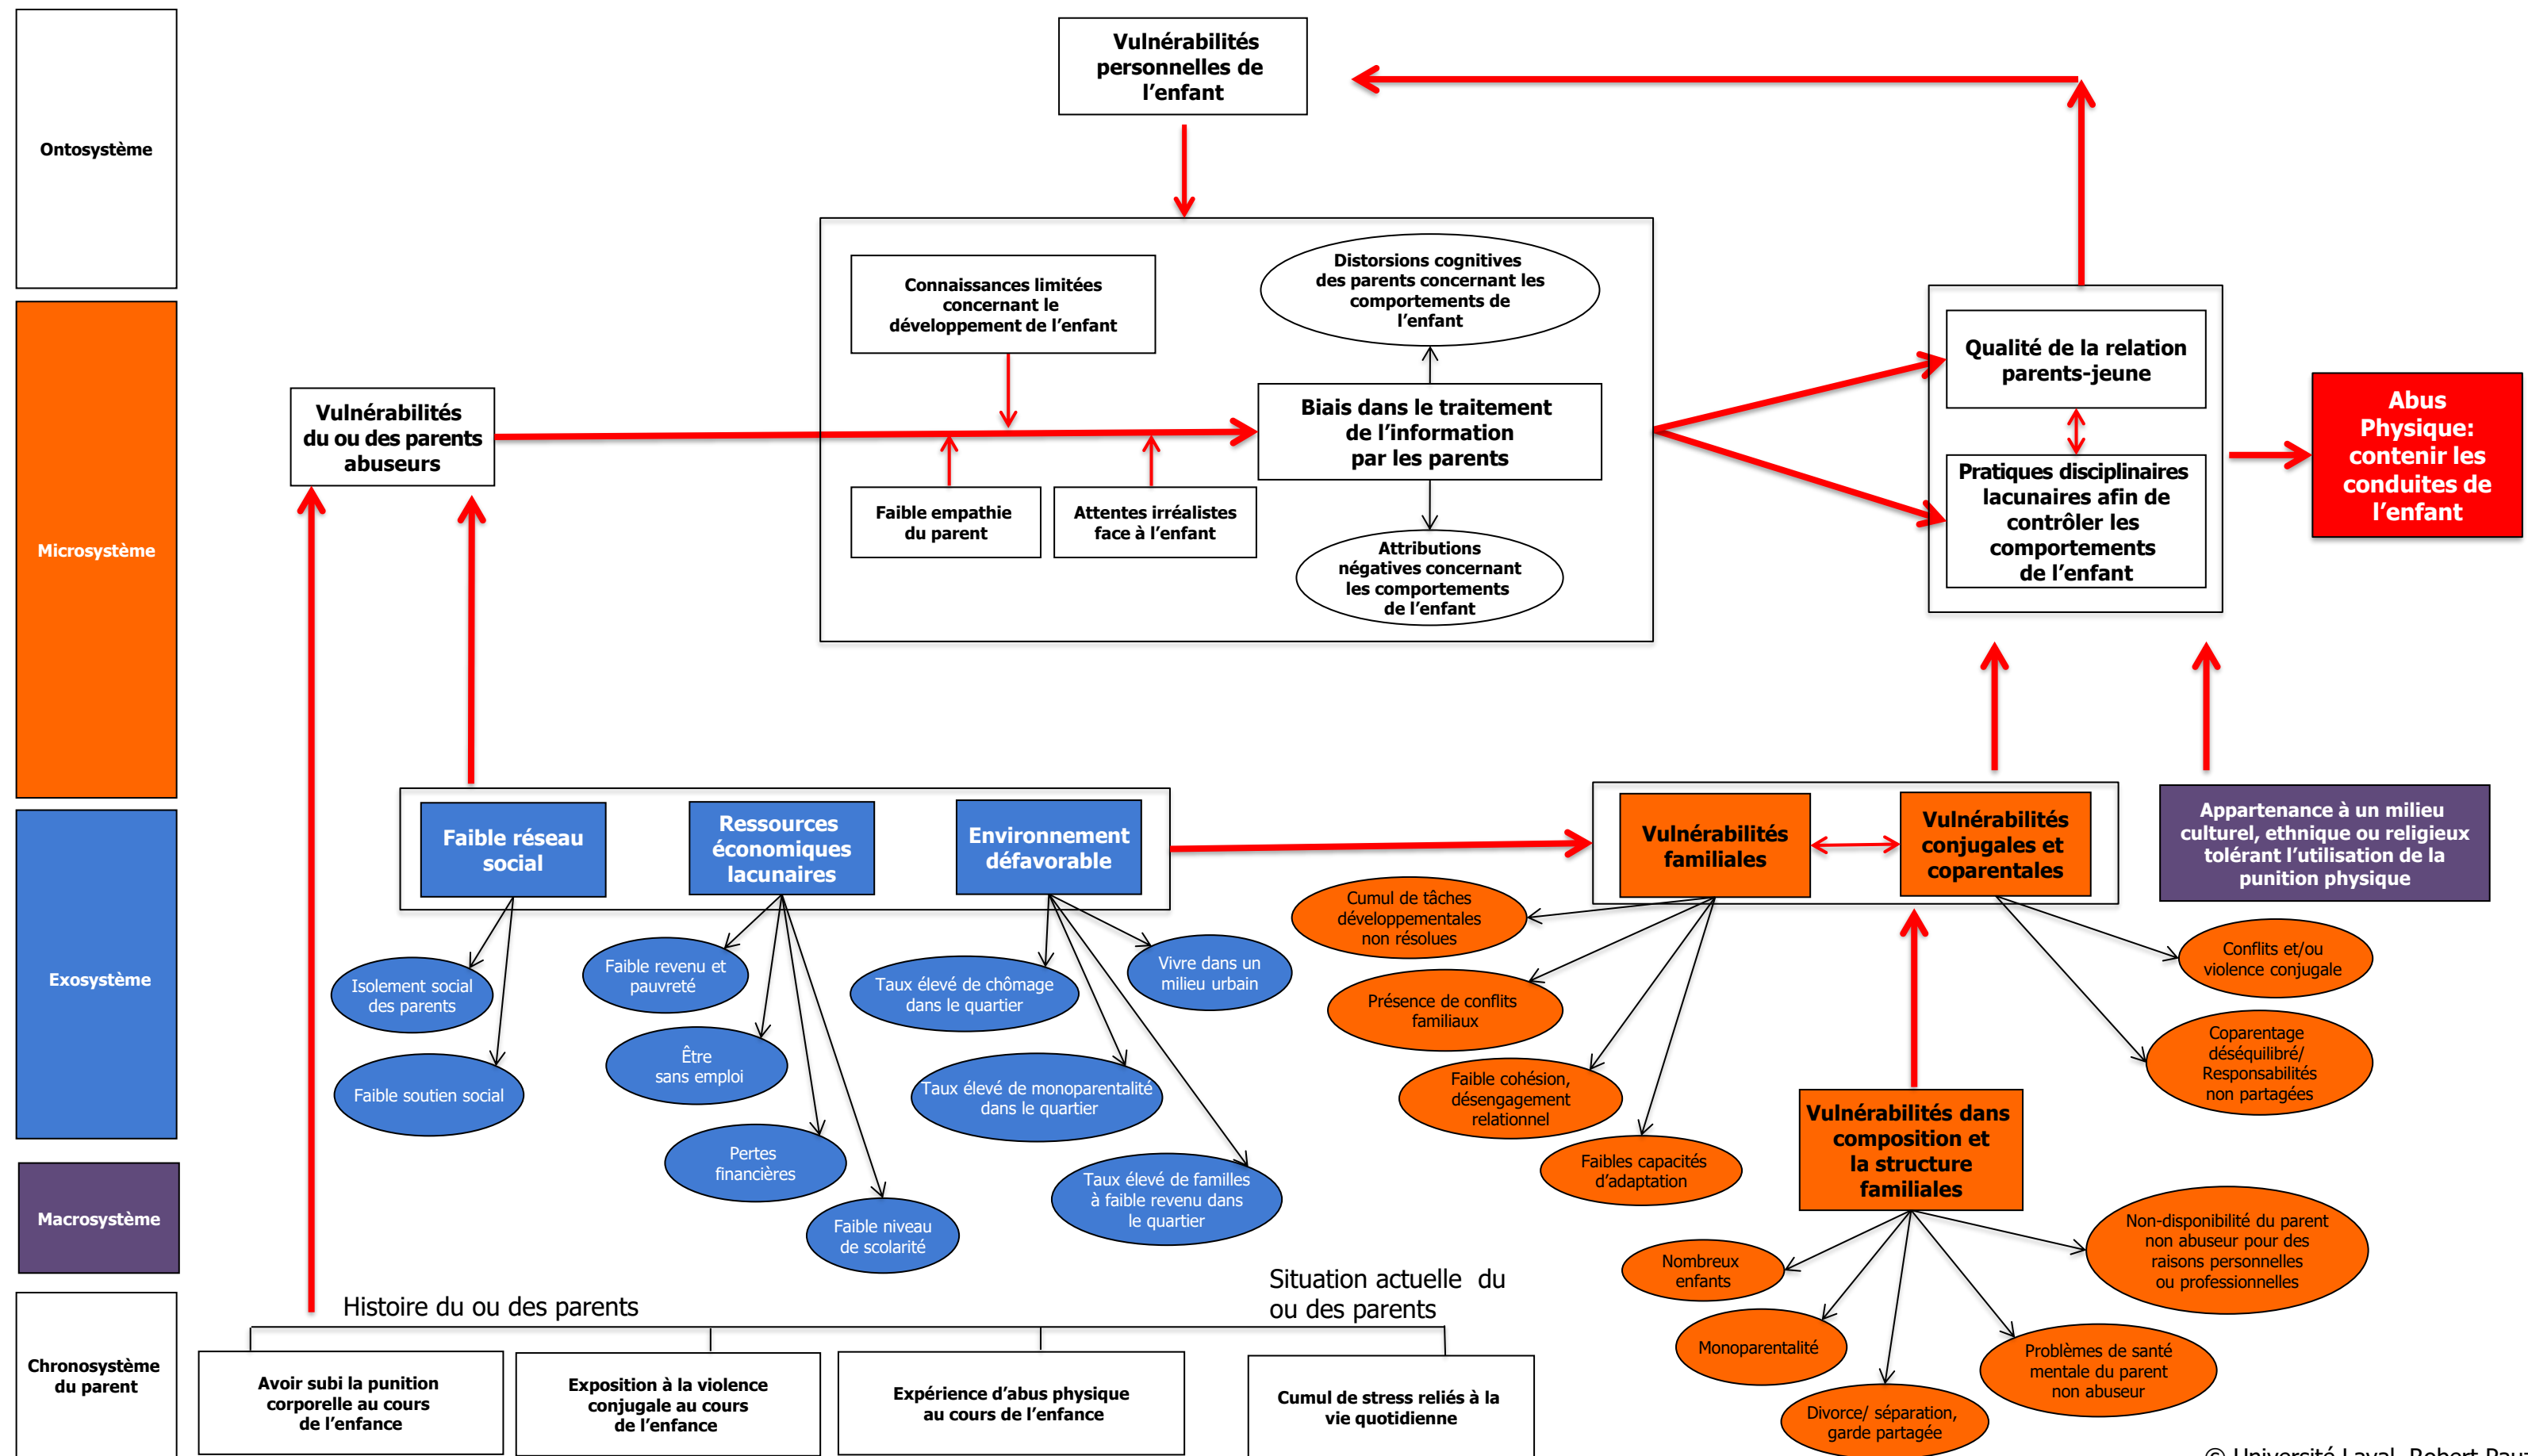 Ontosystème
Microsystème
Exosystème
Macrosystème
Chronosystème
du parent
Vulnérabilités
personnelles de
l’enfant
Connaissances limitées
concernant le
développement de l’enfant
Distorsions cognitives
des parents concernant les
comportements de
l’enfant
Vulnérabilités
du ou des parents
abuseurs
Biais dans le traitement
de l’information
par les parents
Faible empathie
du parent
Attentes irréalistes
face à l’enfant
Attributions
négatives concernant
les comportements
de l’enfant
Qualité de la relation
parents-jeune
Pratiques disciplinaires
lacunaires afin de
contrôler les
comportements
de l’enfant
Abus
Physique:
contenir les
conduites de
l’enfant
Faible réseau
social
Ressources
économiques
lacunaires
Environnement
défavorable
Isolement social
des parents
Faible soutien social
Faible revenu et
pauvreté
Être
sans emploi
Pertes
financières
Faible niveau
de scolarité
Taux élevé de chômage
dans le quartier
Vivre dans un
milieu urbain
Taux élevé de monoparentalité
dans le quartier
Taux élevé de familles
à faible revenu dans
le quartier
Vulnérabilités
familiales
Vulnérabilités
conjugales et
coparentales
Appartenance à un milieu
culturel, ethnique ou religieux
tolérant l’utilisation de la
punition physique
Cumul de tâches
développementales
non résolues
Présence de conflits
familiaux
Faible cohésion,
désengagement
relationnel
Faibles capacités
d’adaptation
Conflits et/ou
violence conjugale
Coparentage
déséquilibré/
Responsabilités
non partagées
Vulnérabilités dans
composition et
la structure
familiales
Nombreux
enfants
Monoparentalité
Divorce/ séparation,
garde partagée
Problèmes de santé
mentale du parent
non abuseur
Non-disponibilité du parent
non abuseur pour des
raisons personnelles
ou professionnelles
Histoire du ou des parents
Situation actuelle du
ou des parents
Avoir subi la punition
corporelle au cours
de l’enfance
Exposition à la violence
conjugale au cours
de l’enfance
Expérience d’abus physique
au cours de l’enfance
Cumul de stress reliés à la
vie quotidienne
© Université Laval, Robert